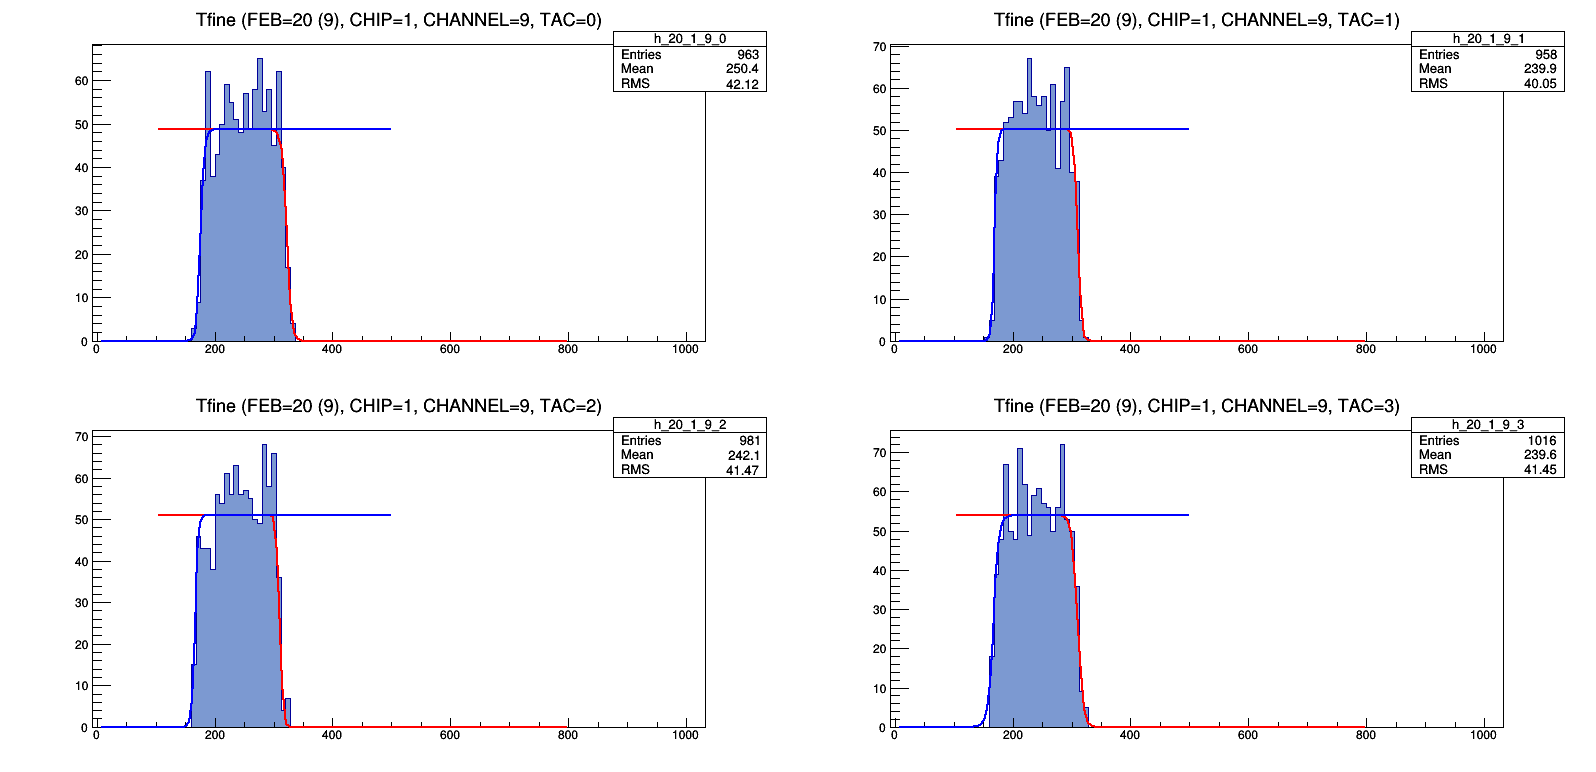 Tfine (FEB=20 (9), CHIP=1, CHANNEL=9, TAC=0)
h_20_1_9_0
Entries 963
Mean 250.4
RMS 42.12
60
50
40
30
20
10
0
0 200 400 600 800 1000
Tfine (FEB=20 (9), CHIP=1, CHANNEL=9, TAC=1)
h_20_1_9_1
Entries 958
Mean 239.9
RMS 40.05
70
60
50
40
30
20
10
0
0 200 400 600 800 1000
Tfine (FEB=20 (9), CHIP=1, CHANNEL=9, TAC=2)
h_20_1_9_2
Entries 981
Mean 242.1
RMS 41.47
70
60
50
40
30
20
10
0
0 200 400 600 800 1000
Tfine (FEB=20 (9), CHIP=1, CHANNEL=9, TAC=3)
h_20_1_9_3
Entries 1016
Mean 239.6
RMS 41.45
70
60
50
40
30
20
10
0
0 200 400 600 800 1000